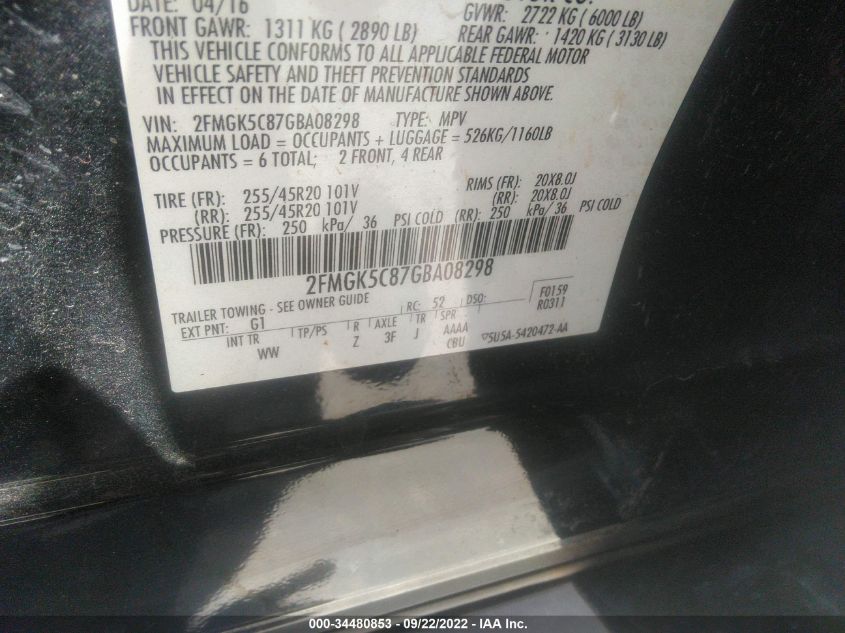 DATE: 04/16
GVWR: 2722 KG ( 6000 LB)
FRONT GAWR: 1311 KG ( 2890 LB)
REAR GAWR: 1420 KG ( 3130 LB)
THIS VEHICLE CONFORMS TO ALL APPLICABLE FEDERAL MOTOR
VEHICLE SAFETY AND THEFT PREVENTION STANDARDS
IN EFFECT ON THE DATE OF MANUFACTURE SHOWN ABOVE.
VIN: 2FMGK5C87GBA08298 TYPE: MPV
MAXIMUM LOAD = OCCUPANTS + LUGGAGE = 526KG/1160LB
OCCUPANTS = 6 TOTAL; 2 FRONT, 4 REAR
TIRE (FR): 255/45R20 101V RIMS (FR): 20X8.0J
(RR): 255/45R20 101V (RR): 20X8.0J
PRESSURE (FR): 250 kPa/ 36 PSI COLD (RR): 250 kPa/ 36 PSI COLD
2FMGK5C87GBA08298
TRAILER TOWING - SEE OWNER GUIDE
RC: 52 DSO: F0159
R0311
EXT PNT: G1
INT TR TP/PS R AXLE TR SPR
WW Z 3F J AAAA
CBU
5U5A-5420472-AA
000-34480853 - 09/22/2022 - IAA Inc.